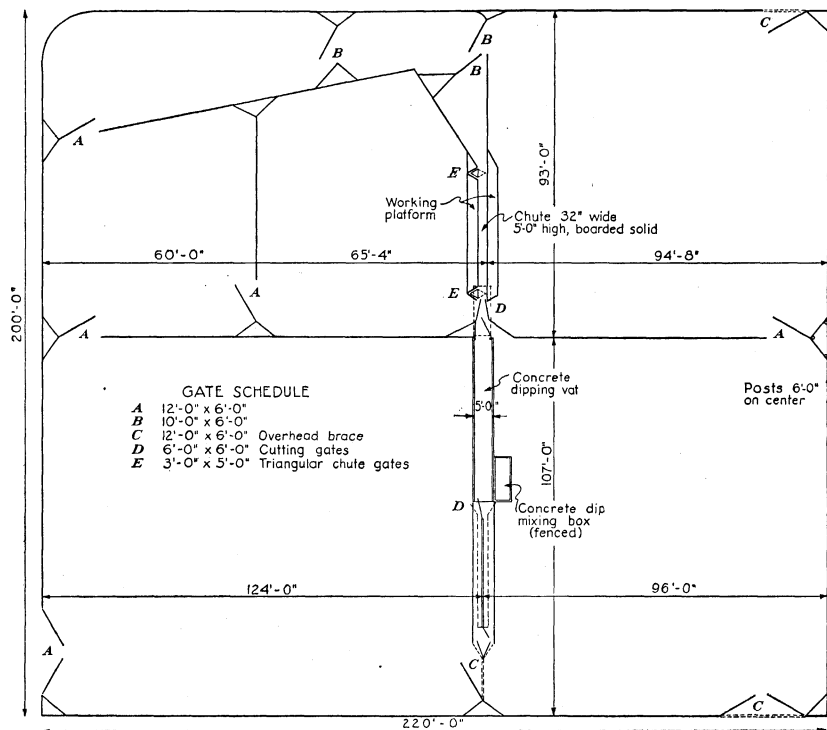 C
B
B
B
A
E
Working
platform
93'-0"
Chute 32" wide
5'-0" high, boarded solid
60'-0"
65'-4"
94'-8"
200'-0"
A
E
D
A
A
GATE SCHEDULE
A 12'-0" x 6'-0"
B 10'-0" x 6'-0"
C 12'-0" x 6'-0" Overhead brace
D 6'-0" x 6'-0" Cutting gates
E 3'-0" x 5'-0" Triangular chute gates
Concrete
dipping vat
5'-0"
Posts 6'-0"
on center
107'-0"
D
Concrete dip
mixing box
(fenced)
124'-0"
96'-0"
A
C
C
220'-0"